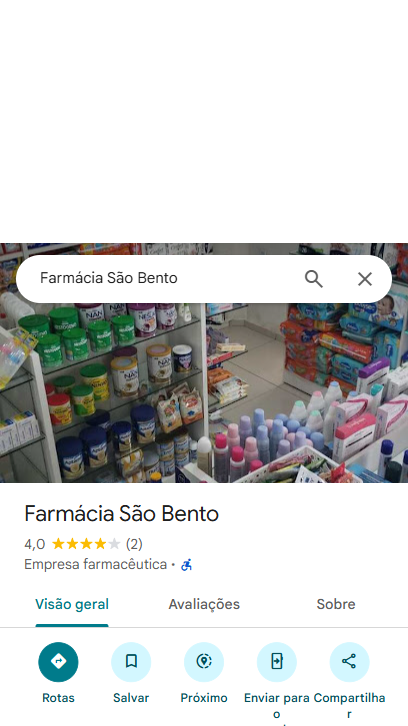 Farmácia São Bento
NAN
NAN
Farmácia São Bento
4,0 (2)
Empresa farmacêutica ·
Visão geral
Avaliações
Sobre
Rotas
Salvar
Próximo
Enviar para o
Compartilhar